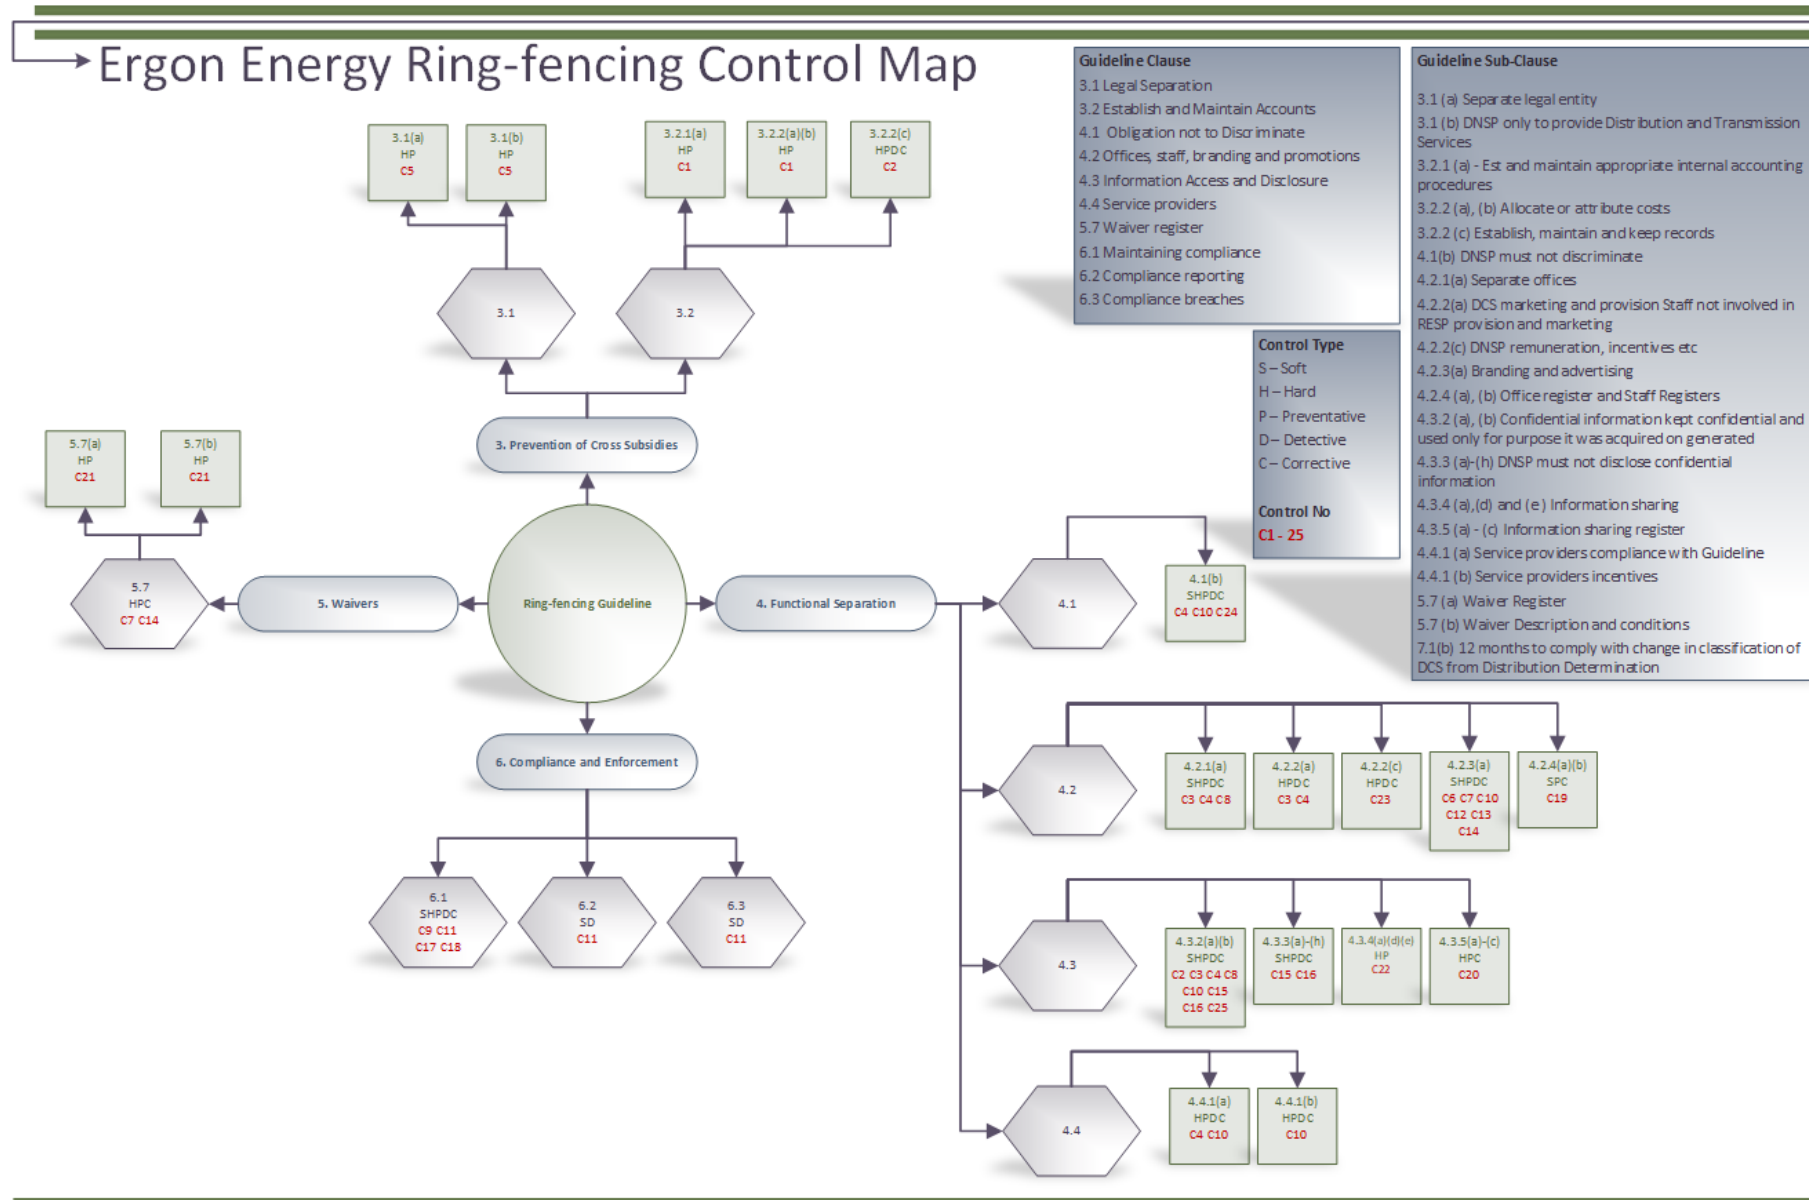 Ergon Energy Ring-fencing Control Map
Guideline Clause
3.1 Legal Separation
3.2 Establish and Maintain Accounts
4.1 Obligation not to Discriminate
4.2 Offices, staff, branding and promotions
4.3 Information Access and Disclosure
4.4 Service providers
5.7 Waiver register
6.1 Maintaining compliance
6.2 Compliance reporting
6.3 Compliance breaches
Guideline Sub-Clause
3.1 (a) Separate legal entity
3.1 (b) DNSP only to provide Distribution and Transmission
Services
3.2.1 (a) - Est and maintain appropriate internal accounting
procedures
3.2.2 (a), (b) Allocate or attribute costs
3.2.2 (c) Establish, maintain and keep records
4.1(b) DNSP must not discriminate
4.2.1(a) Separate offices
4.2.2(a) DCS marketing and provision Staff not involved in
RESP provision and marketing
4.2.2(c) DNSP remuneration, incentives etc
4.2.3(a) Branding and advertising
4.2.4 (a), (b) Office register and Staff Registers
4.3.2 (a), (b) Confidential information kept confidential and
used only for purpose it was acquired on generated
4.3.3 (a)-(h) DNSP must not disclose confidential
information
4.3.4 (a),(d) and (e ) Information sharing
4.3.5 (a) - (c) Information sharing register
4.4.1 (a) Service providers compliance with Guideline
4.4.1 (b) Service providers incentives
5.7 (a) Waiver Register
5.7 (b) Waiver Description and conditions
7.1(b) 12 months to comply with change in classification of
DCS from Distribution Determination
Control Type
S – Soft
H – Hard
P – Preventative
D – Detective
C – Corrective
Control No
C1 - 25
3.1(a)
HP
C5
3.1(b)
HP
C5
3.2.1(a)
HP
C1
3.2.2(a)(b)
HP
C1
3.2.2(c)
HPDC
C2
3.1
3.2
3. Prevention of Cross Subsidies
5.7(a)
HP
C21
5.7(b)
HP
C21
5.7
HPC
C7 C14
5. Waivers
Ring-fencing Guideline
4. Functional Separation
4.1
4.1(b)
SHPDC
C4 C10 C24
6. Compliance and Enforcement
6.1
SHPDC
C9 C11
C17 C18
6.2
SD
C11
6.3
SD
C11
4.2
4.2.1(a)
SHPDC
C3 C4 C8
4.2.2(a)
HPDC
C3 C4
4.2.2(c)
HPDC
C23
4.2.3(a)
SHPDC
C6 C7 C10
C12 C13
C14
4.2.4(a)(b)
SPC
C19
4.3
4.3.2(a)(b)
SHPDC
C2 C3 C4 C8
C10 C15
C16 C25
4.3.3(a)-(h)
SHPDC
C15 C16
4.3.4(a)(d)(e)
HP
C22
4.3.5(a)-(c)
HPC
C20
4.4
4.4.1(a)
HPDC
C4 C10
4.4.1(b)
HPDC
C10